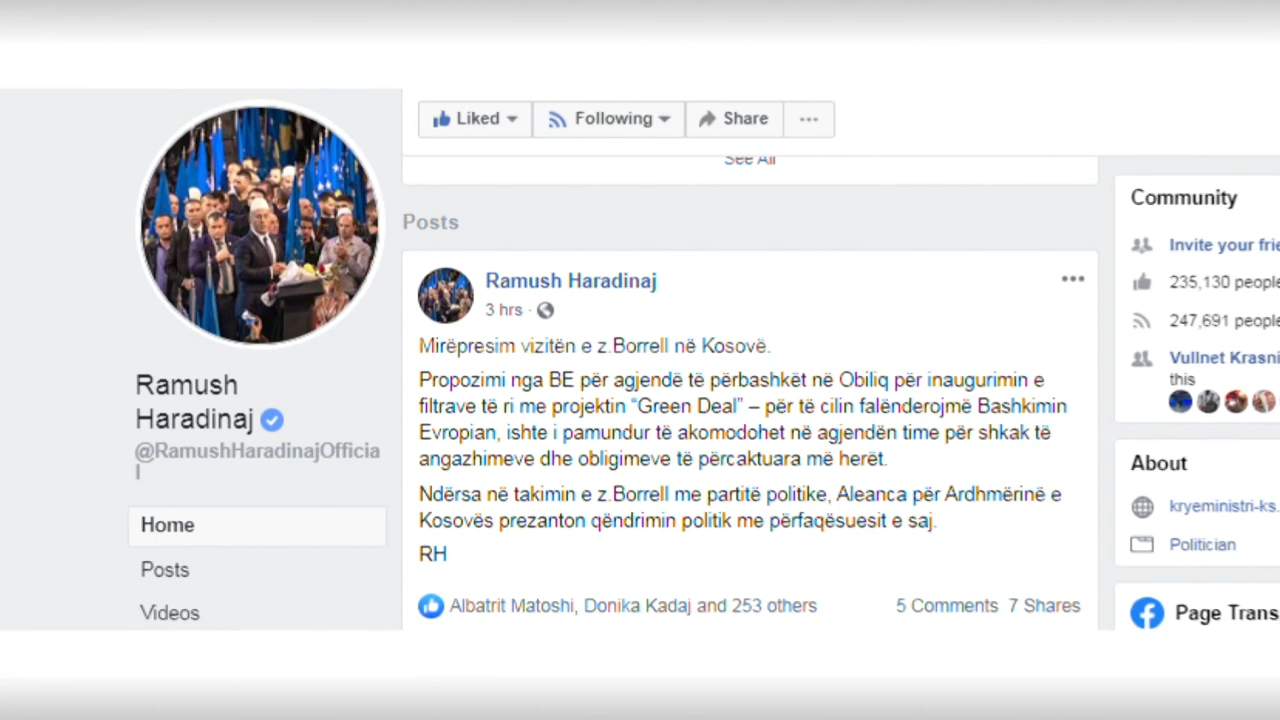 Liked
Following
Share
See All
Posts
Ramush Haradinaj
3 hrs
Mirëpresim vizitën e z.Borrell në Kosovë.
Propozimi nga BE për agjendë të përbashkët në Obiliq për inaugurimin e
filtrave të ri me projektin “Green Deal” – për të cilin falënderojmë Bashkimin
Evropian, ishte i pamundur të akomodohet në agjendën time për shkak të
angazhimeve dhe obligimeve të përcaktuara më herët.
Ndërsa në takimin e z.Borrell me partitë politike, Aleanca për Ardhmërinë e
Kosovës prezanton qëndrimin politik me përfaqësuesit e saj.
RH
Albatrit Matoshi, Donika Kadaj and 253 others
5 Comments 7 Shares
Ramush
Haradinaj
@RamushHaradinajOfficia
l
Home
Posts
Videos
Community
Invite your frie
235,130 people
247,691 people
Vullnet Krasni
this
About
kryeministri-ks.
Politician
Page Trans